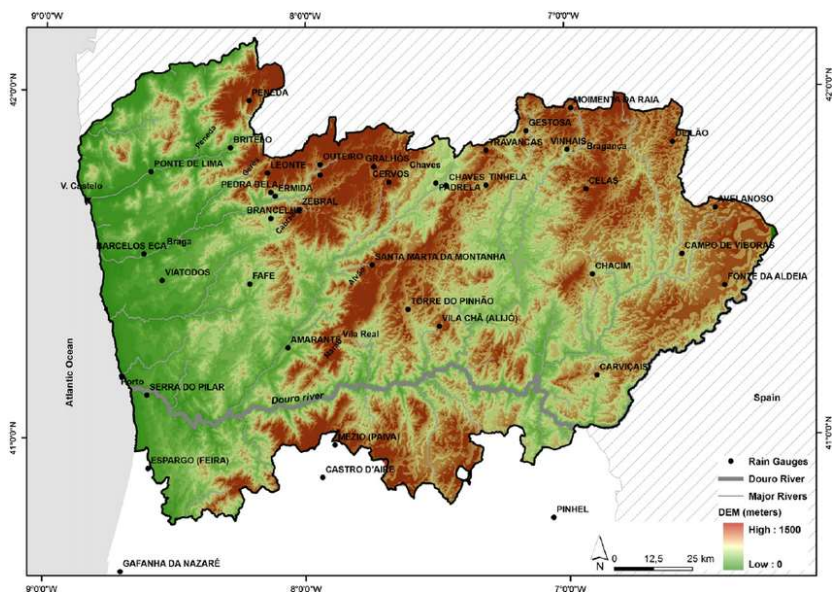 9°0'0"W
8°0'0"W
7°0'0"W
42°0'0"N
42°0'0"N
PENEDA
MOIMENTA DA RAIA
Peneda
GESTOSA
BRITELO
TRAVANCAS
VINHAIS
Bragança
DEILÃO
OUTEIRO
GRALHOS
Chaves
PONTE DE LIMA
LEONTE
CERVOS
CHAVES
TINHELA
V. Castelo
PEDRA BELA
ERMIDA
PADRELA
CELAS
ZEBRAL
BRANCELHE
AVELANOSO
BARCELOS ECA
Braga
CAMPO DE VÍBORAS
SANTA MARTA DA MONTANHA
Alvão
VIATODOS
FAFE
CHACIM
FONTE DA ALDEIA
TORRE DO PINHÃO
VILA CHÃ (ALIJÓ)
AMARANTE
Vila Real
Porto
SERRA DO PILAR
CARVIÇAIS
Douro river
Atlantic Ocean
Spain
41°0'0"N
41°0'0"N
MEZIO (PAIVA)
ESPARGO (FEIRA)
CASTRO D'AIRE
PINHEL
GAFANHA DA NAZARÉ
Rain Gauges
Douro River
Major Rivers
DEM (meters)
High : 1500
Low : 0
N
0
12,5
25 km
9°0'0"W
8°0'0"W
7°0'0"W